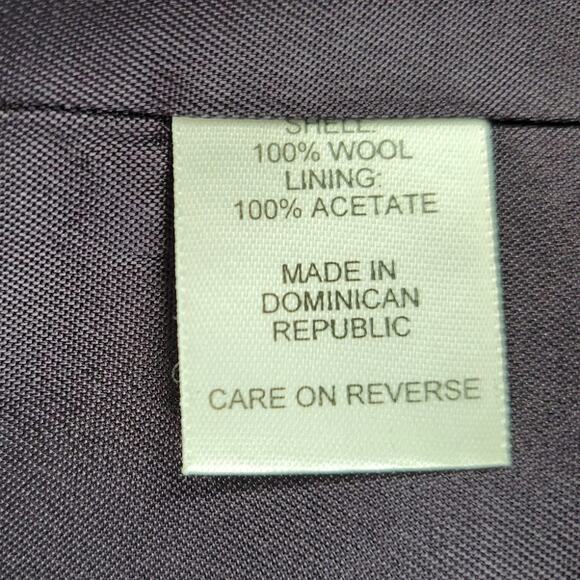 SHELL:
100% WOOL
LINING:
100% ACETATE
MADE IN
DOMINICAN
REPUBLIC
CARE ON REVERSE